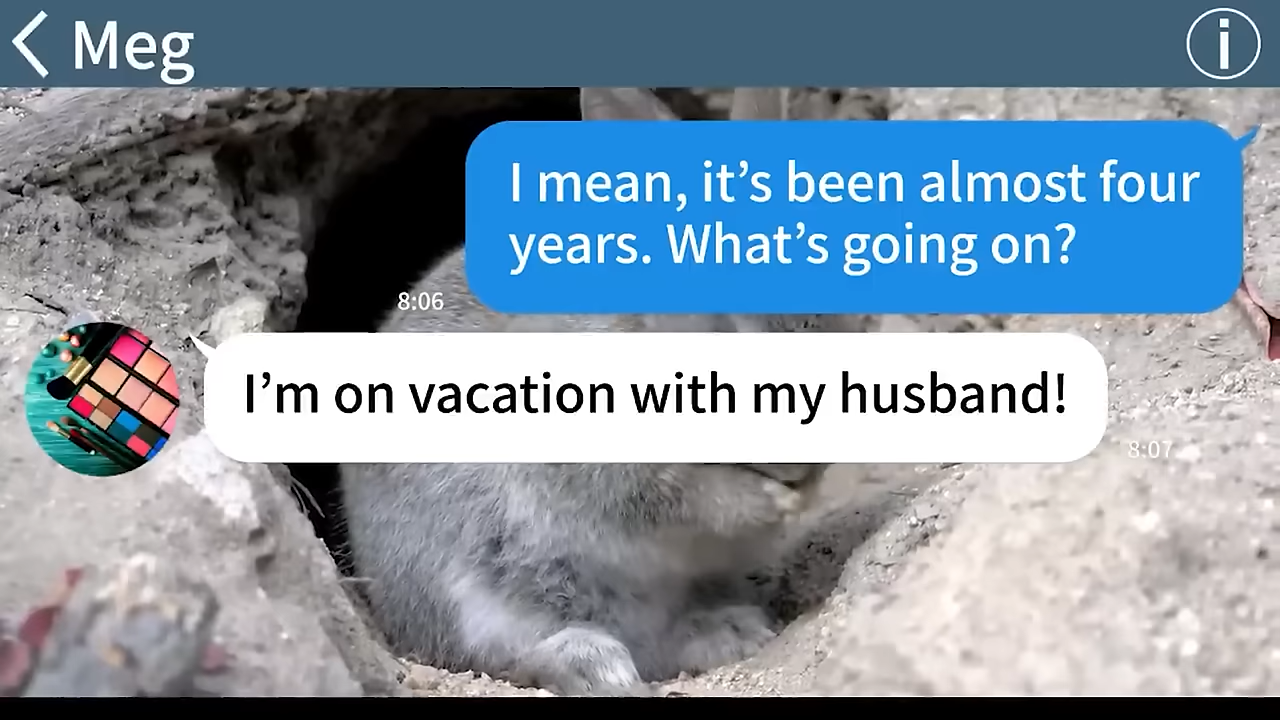 Meg
I mean, it's been almost four
years. What's going on?
8:06
I'm on vacation with my husband!
8:07